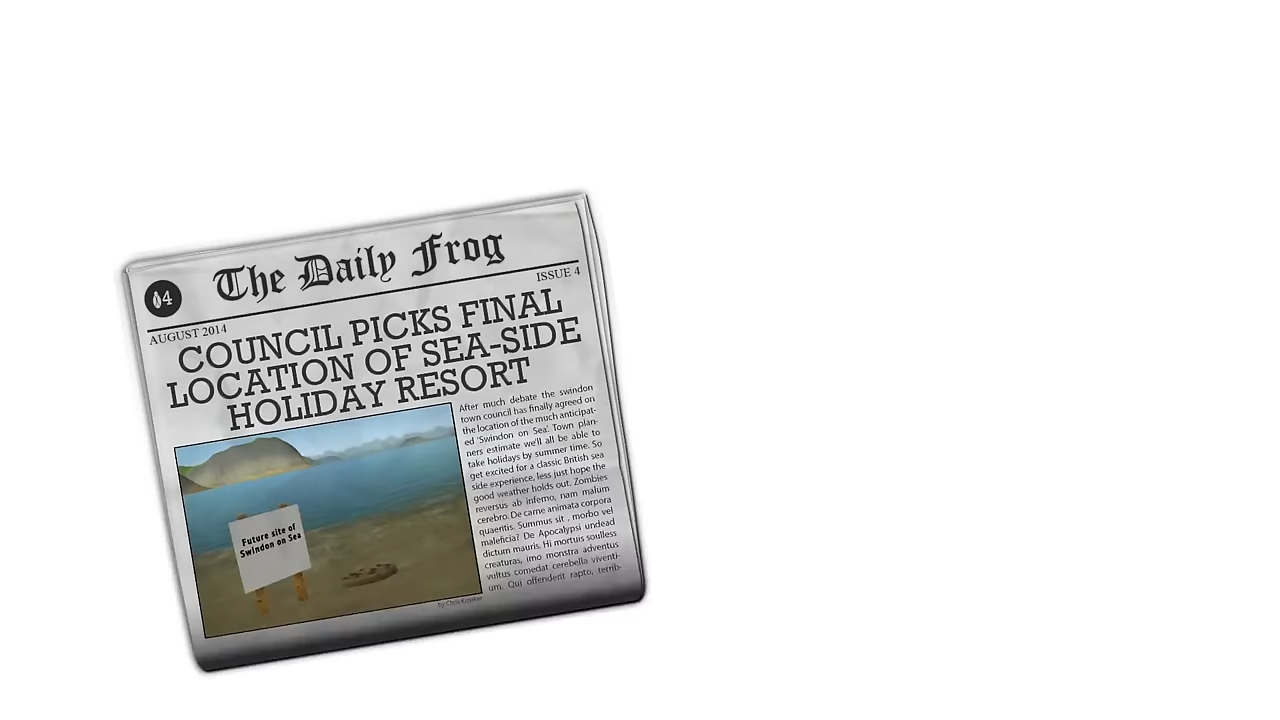 The Daily Frog
04
ISSUE 4
AUGUST 2014
COUNCIL PICKS FINAL
LOCATION OF SEA-SIDE
HOLIDAY RESORT
After much debate the swindon
town council has finally agreed on
the location of the much anticipat-
ed 'Swindon on Sea'. Town plan-
ners estimate we'll all be able to
take holidays by summer time. So
get excited for a classic British sea
side experience, less just hope the
good weather holds out. Zombies
reversus ab inferno, nam malum
cerebro. De carne animata corpora
quaeritis. Summus sit , morbo vel
maleficia? De Apocalypsi undead
dictum mauris. Hi mortuis soulless
creaturas, imo monstra adventus
vultus comedat cerebella viventi-
um. Qui offenderit rapto, terrib-
Future site of
Swindon on Sea
by Chris